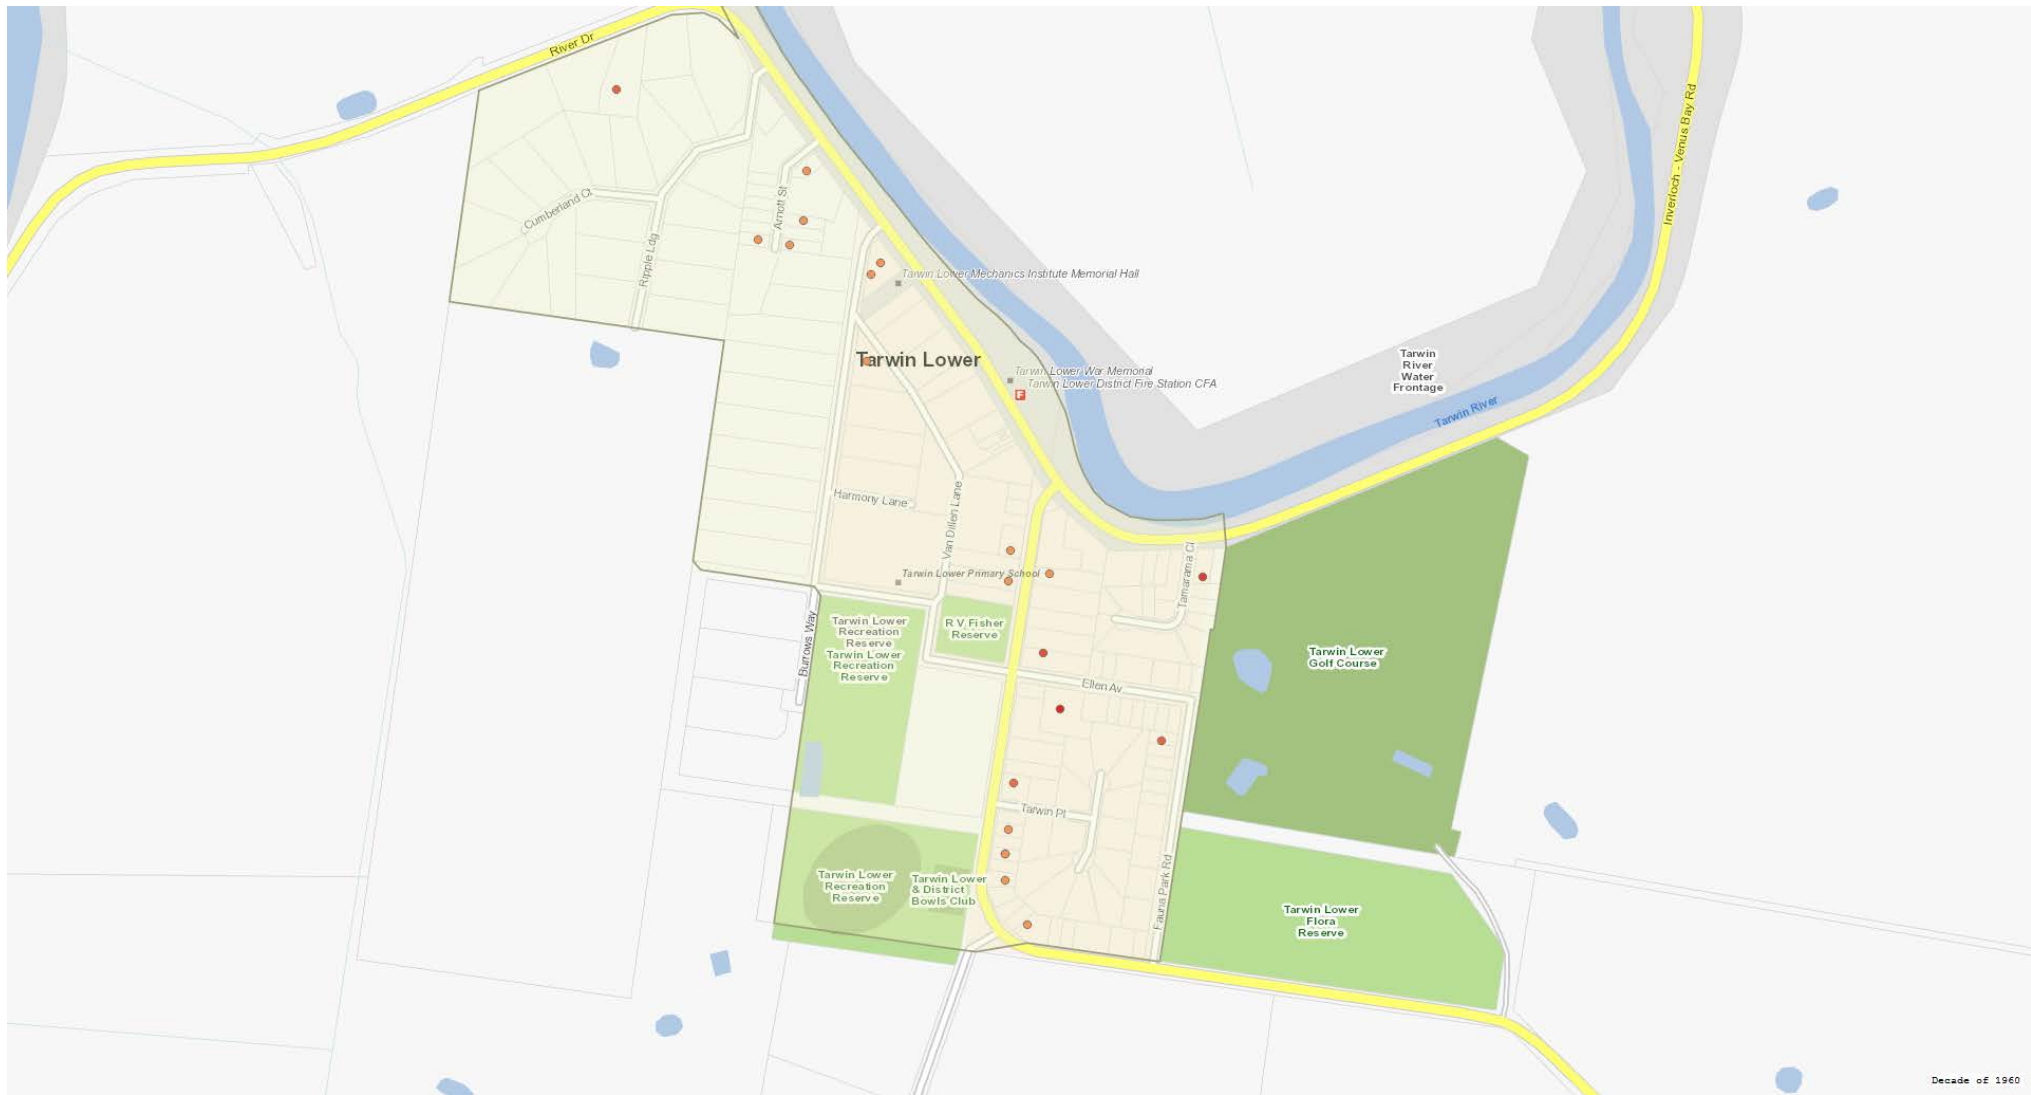 River Dr
Inverloch - Venus Bay Rd
Cumberland Ct
Arnott St
Ripple Ldg
Tarwin Lower Mechanics Institute Memorial Hall
Tarwin Lower
Tarwin Lower War Memorial
Tarwin Lower District Fire Station CFA
F
Tarwin
River
Water
Frontage
Tarwin River
Harmony Lane
Van Dillen Lane
Tarwin Lower Primary School
Tamarama Cl
Burrows Way
Tarwin Lower
Recreation
Reserve
Tarwin Lower
Recreation
Reserve
R V Fisher
Reserve
Ellen Av
Tarwin Lower
Golf Course
Tarwin Pl
Fauna Park Rd
Tarwin Lower
Recreation
Reserve
Tarwin Lower
& District
Bowls Club
Tarwin Lower
Flora
Reserve
Decade of 1960